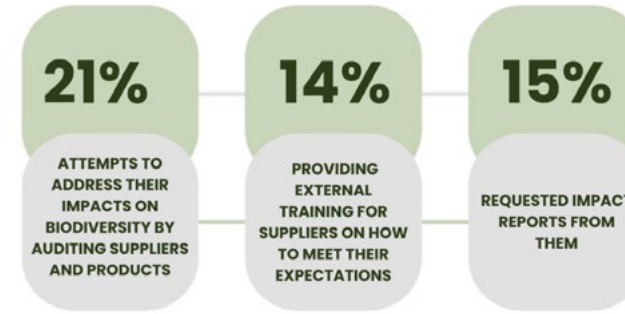 21%
ATTEMPTS TO
ADDRESS THEIR
IMPACTS ON
BIODIVERSITY BY
AUDITING SUPPLIERS
AND PRODUCTS
14%
PROVIDING
EXTERNAL
TRAINING FOR
SUPPLIERS ON HOW
TO MEET THEIR
EXPECTATIONS
15%
REQUESTED IMPACT
REPORTS FROM
THEM